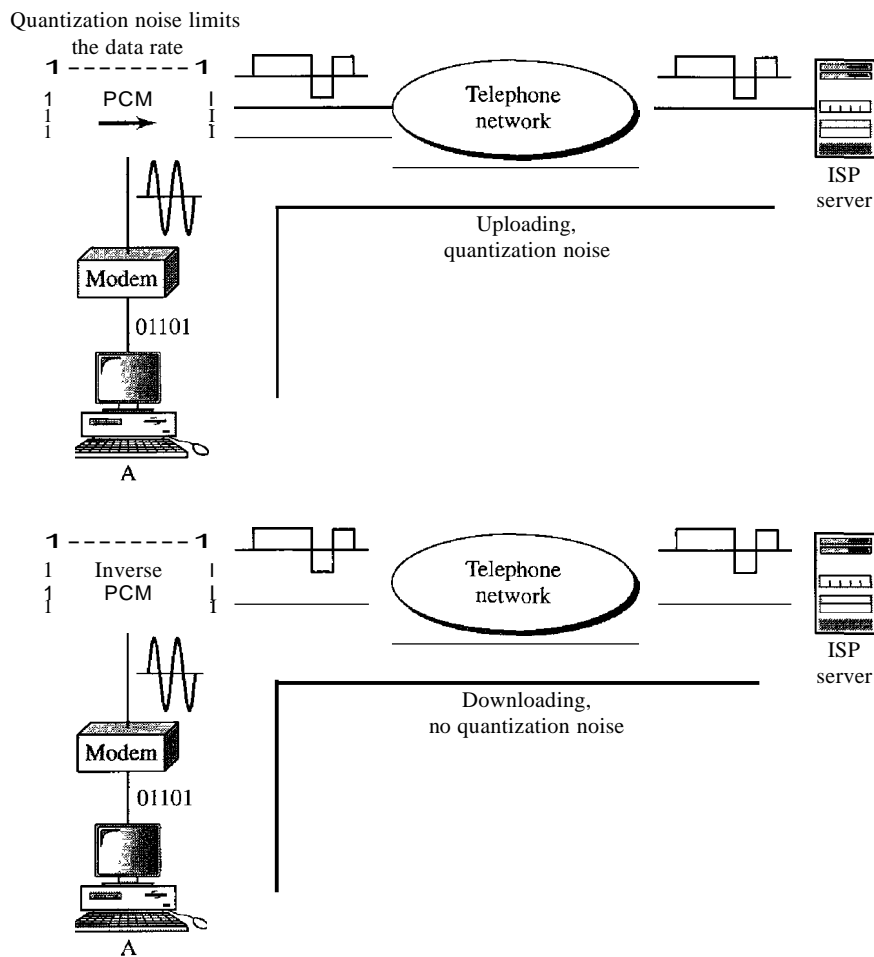 Quantization noise limits
the data rate
PCM
Telephone
network
ISP
server
Uploading,
quantization noise
Modem
01101
A
Inverse
PCM
Telephone
network
ISP
server
Downloading,
no quantization noise
Modem
01101
A